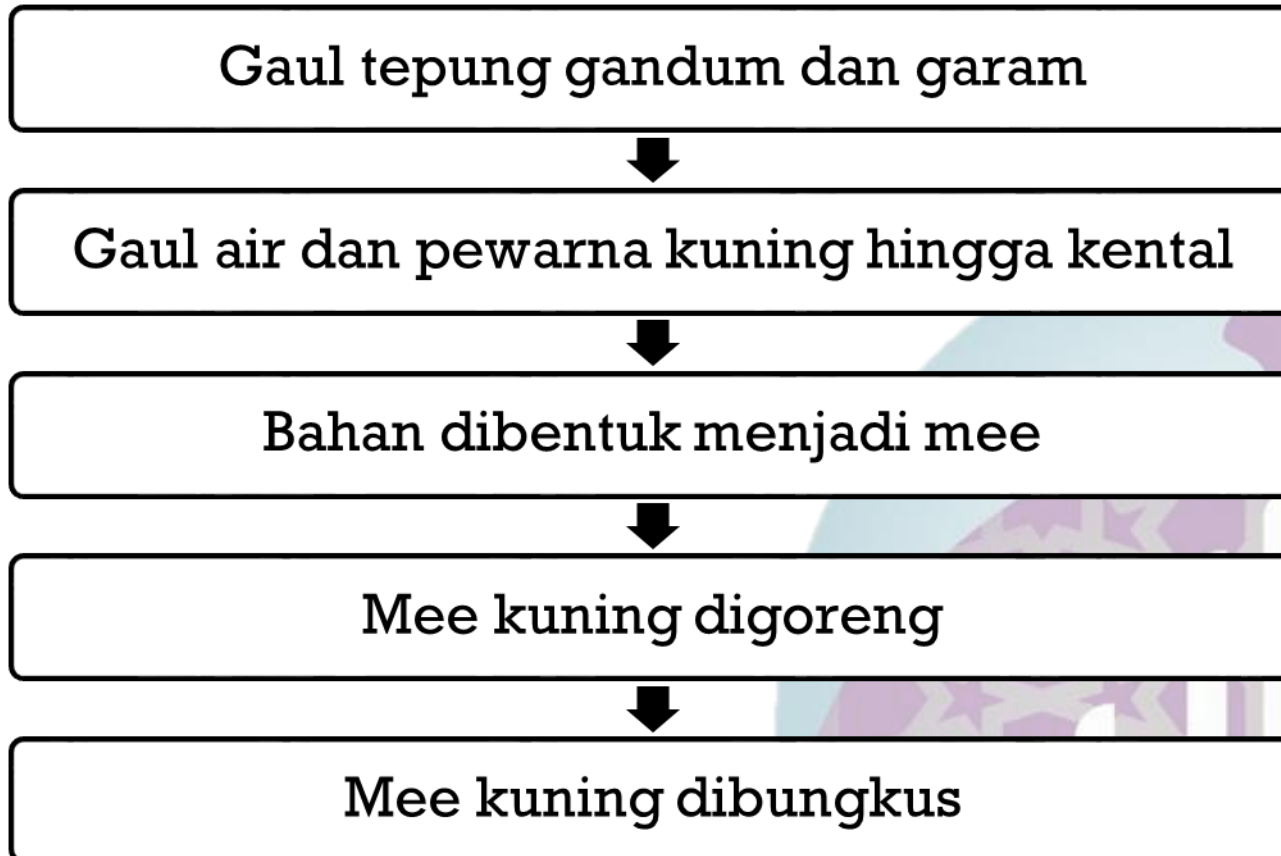 Gaul tepung gandum dan garam
Gaul air dan pewarna kuning hingga kental
Bahan dibentuk menjadi mee
Mee kuning digoreng
Mee kuning dibungkus